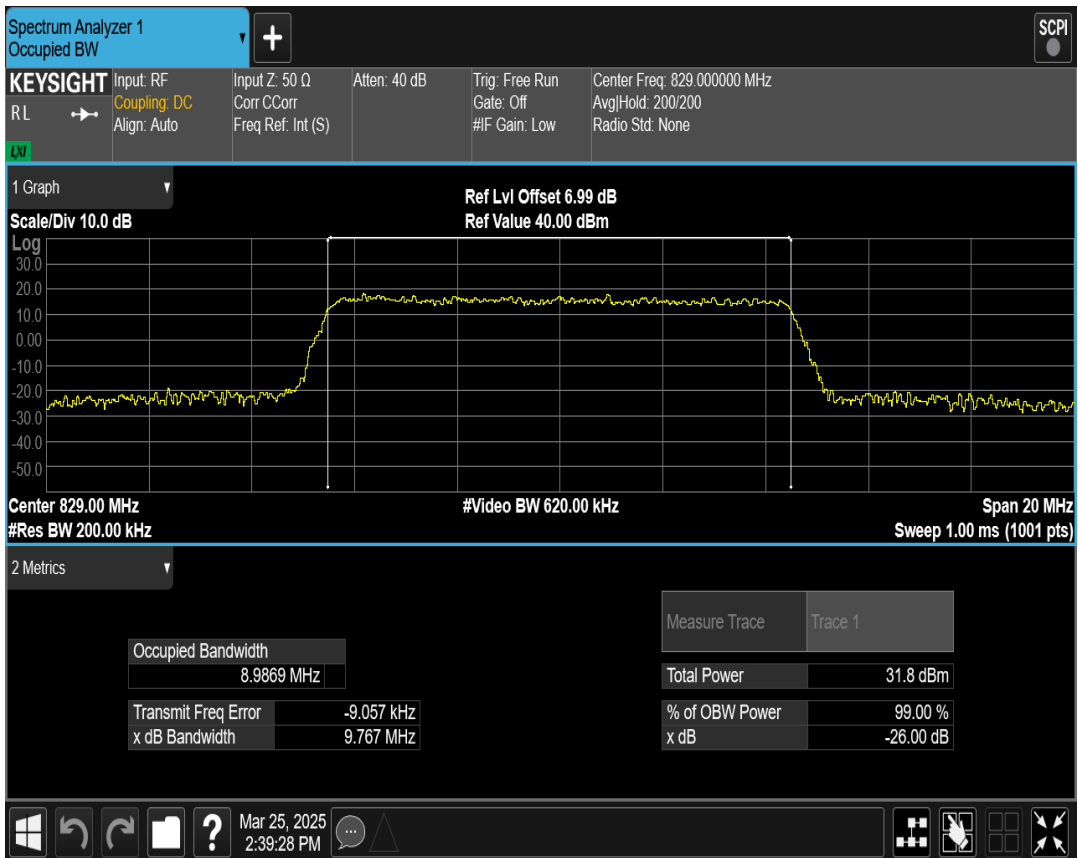 Spectrum Analyzer 1
Occupied BW
+
SCPI
KEYSIGHT
RL
LXI
Input: RF
Coupling: DC
Align: Auto
Input Z: 50 Ω
Corr CCorr
Freq Ref: Int (S)
Atten: 40 dB
Trig: Free Run
Gate: Off
#IF Gain: Low
Center Freq: 829.000000 MHz
Avg|Hold: 200/200
Radio Std: None
1 Graph
Scale/Div 10.0 dB
Ref Lvl Offset 6.99 dB
Ref Value 40.00 dBm
Log
30.0
20.0
10.0
0.00
-10.0
-20.0
-30.0
-40.0
-50.0
Center 829.00 MHz
#Video BW 620.00 kHz
Span 20 MHz
#Res BW 200.00 kHz
Sweep 1.00 ms (1001 pts)
2 Metrics
Measure Trace Trace 1
Occupied Bandwidth
8.9869 MHz
Total Power 31.8 dBm
Transmit Freq Error -9.057 kHz
% of OBW Power 99.00 %
x dB Bandwidth 9.767 MHz
x dB -26.00 dB
?
Mar 25, 2025
2:39:28 PM